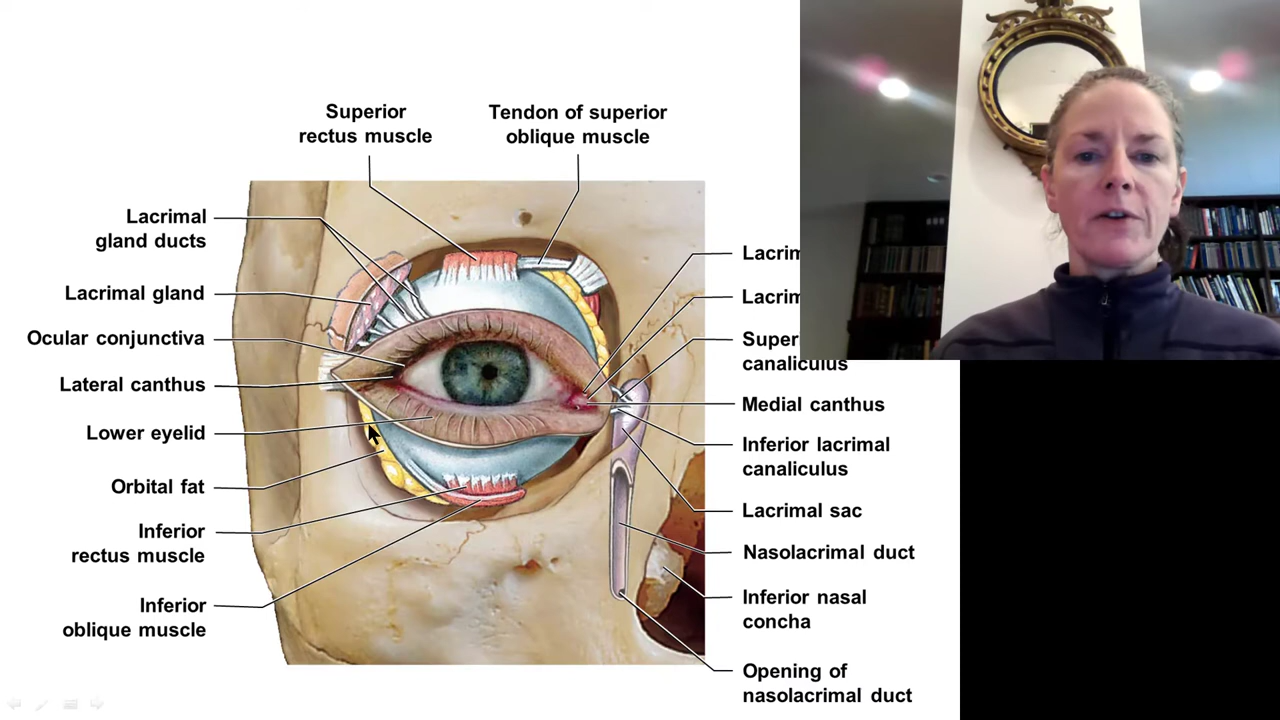 Superior
rectus muscle
Tendon of superior
oblique muscle
Lacrimal
gland ducts
Lacrimal gland
Ocular conjunctiva
Lateral canthus
Lower eyelid
Orbital fat
Inferior
rectus muscle
Inferior
oblique muscle
Lacrim
Lacrim
Super
canaliculus
Medial canthus
Inferior lacrimal
canaliculus
Lacrimal sac
Nasolacrimal duct
Inferior nasal
concha
Opening of
nasolacrimal duct